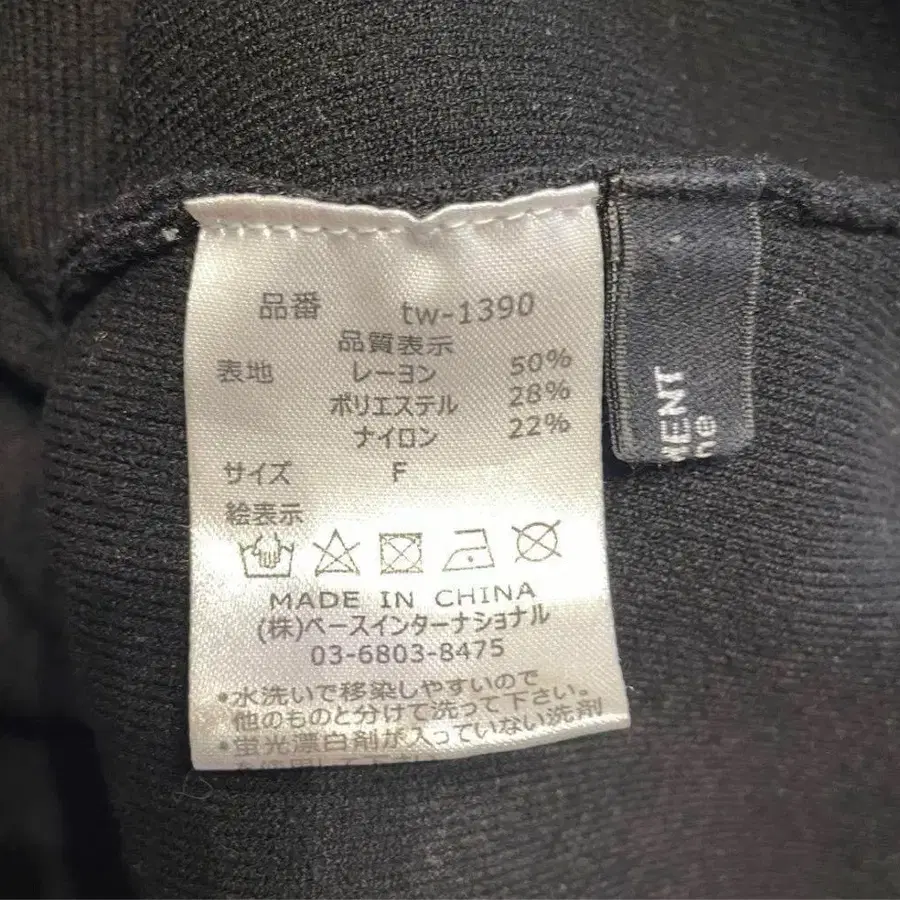 品番 tw-1390
品質表示
表地 レーヨン 50%
ポリエステル 28%
ナイロン 22%
サイズ F
絵表示
MADE IN CHINA
(株)ベースインターナショナル
03-6803-8475
•水洗いで移染しやすいので
他のものと分けて洗って下さい。
•蛍光漂白剤が入っていない洗剤
MENT
ne